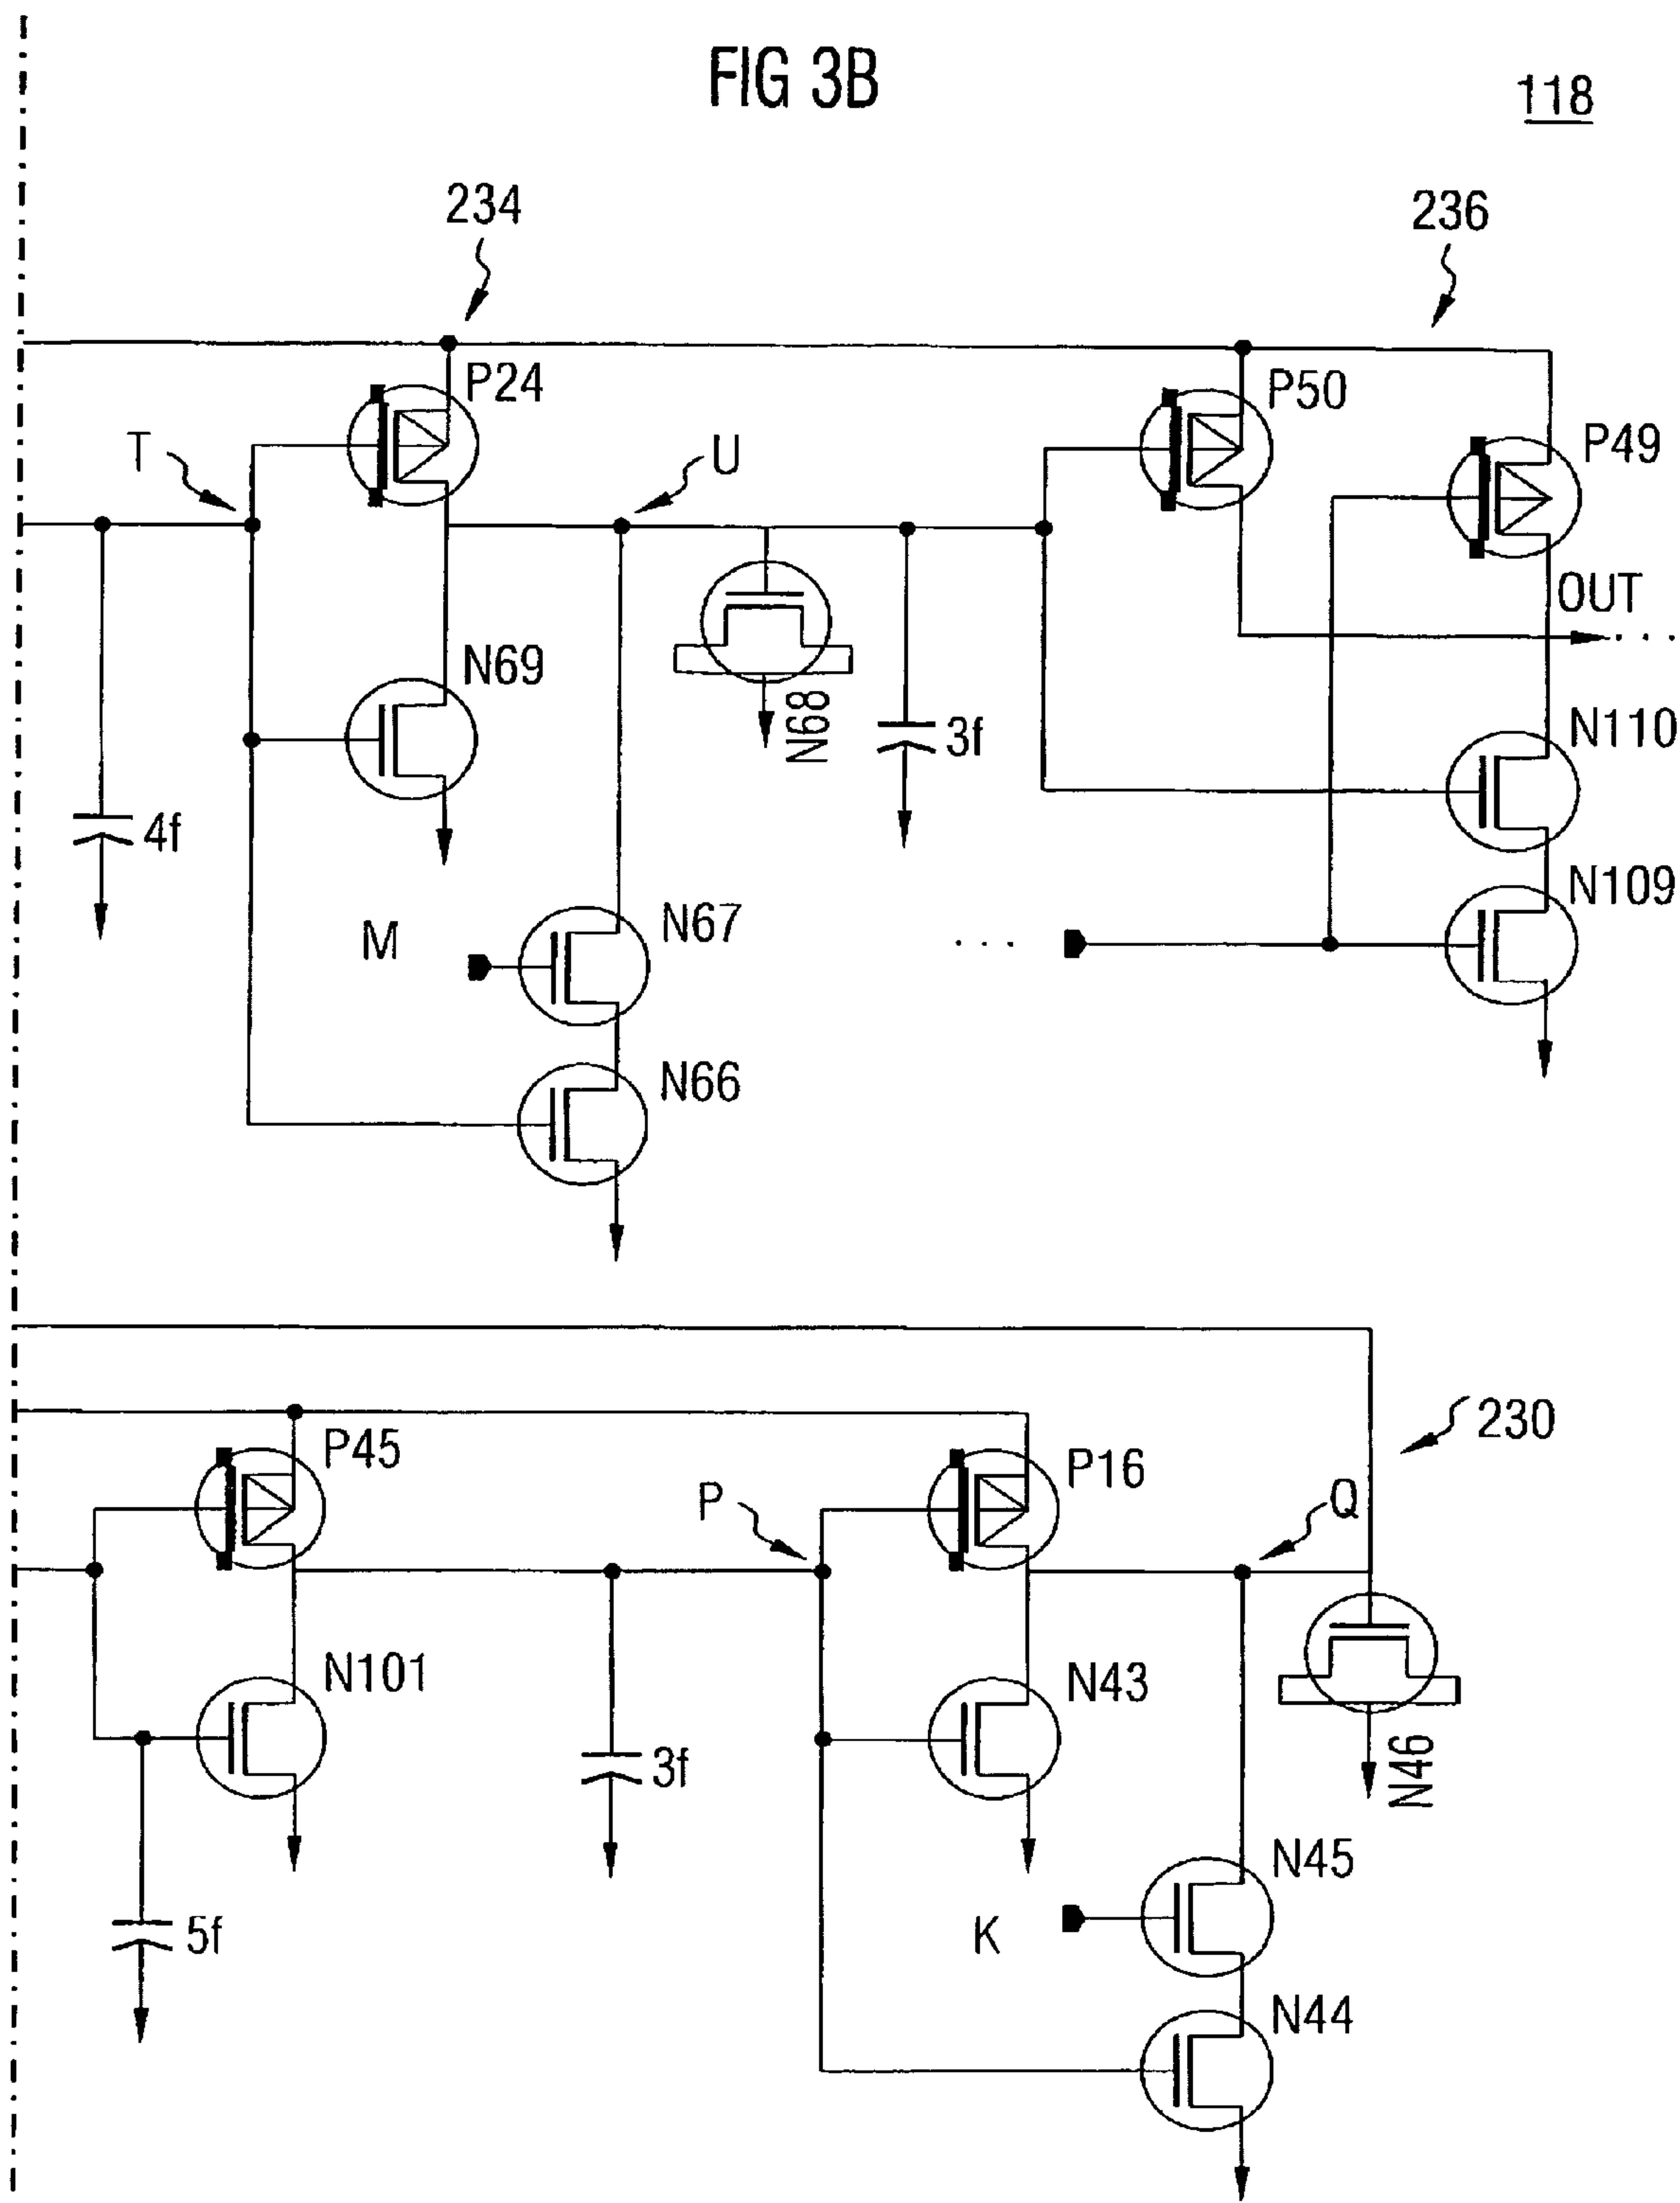 FIG 3B
118
234
236
P24
P50
P49
T
U
OUT
N69
N68
3f
N110
4f
N109
M
N67
...
N66
230
P45
P16
P
Q
N101
N43
3f
N46
N45
5f
K
N44